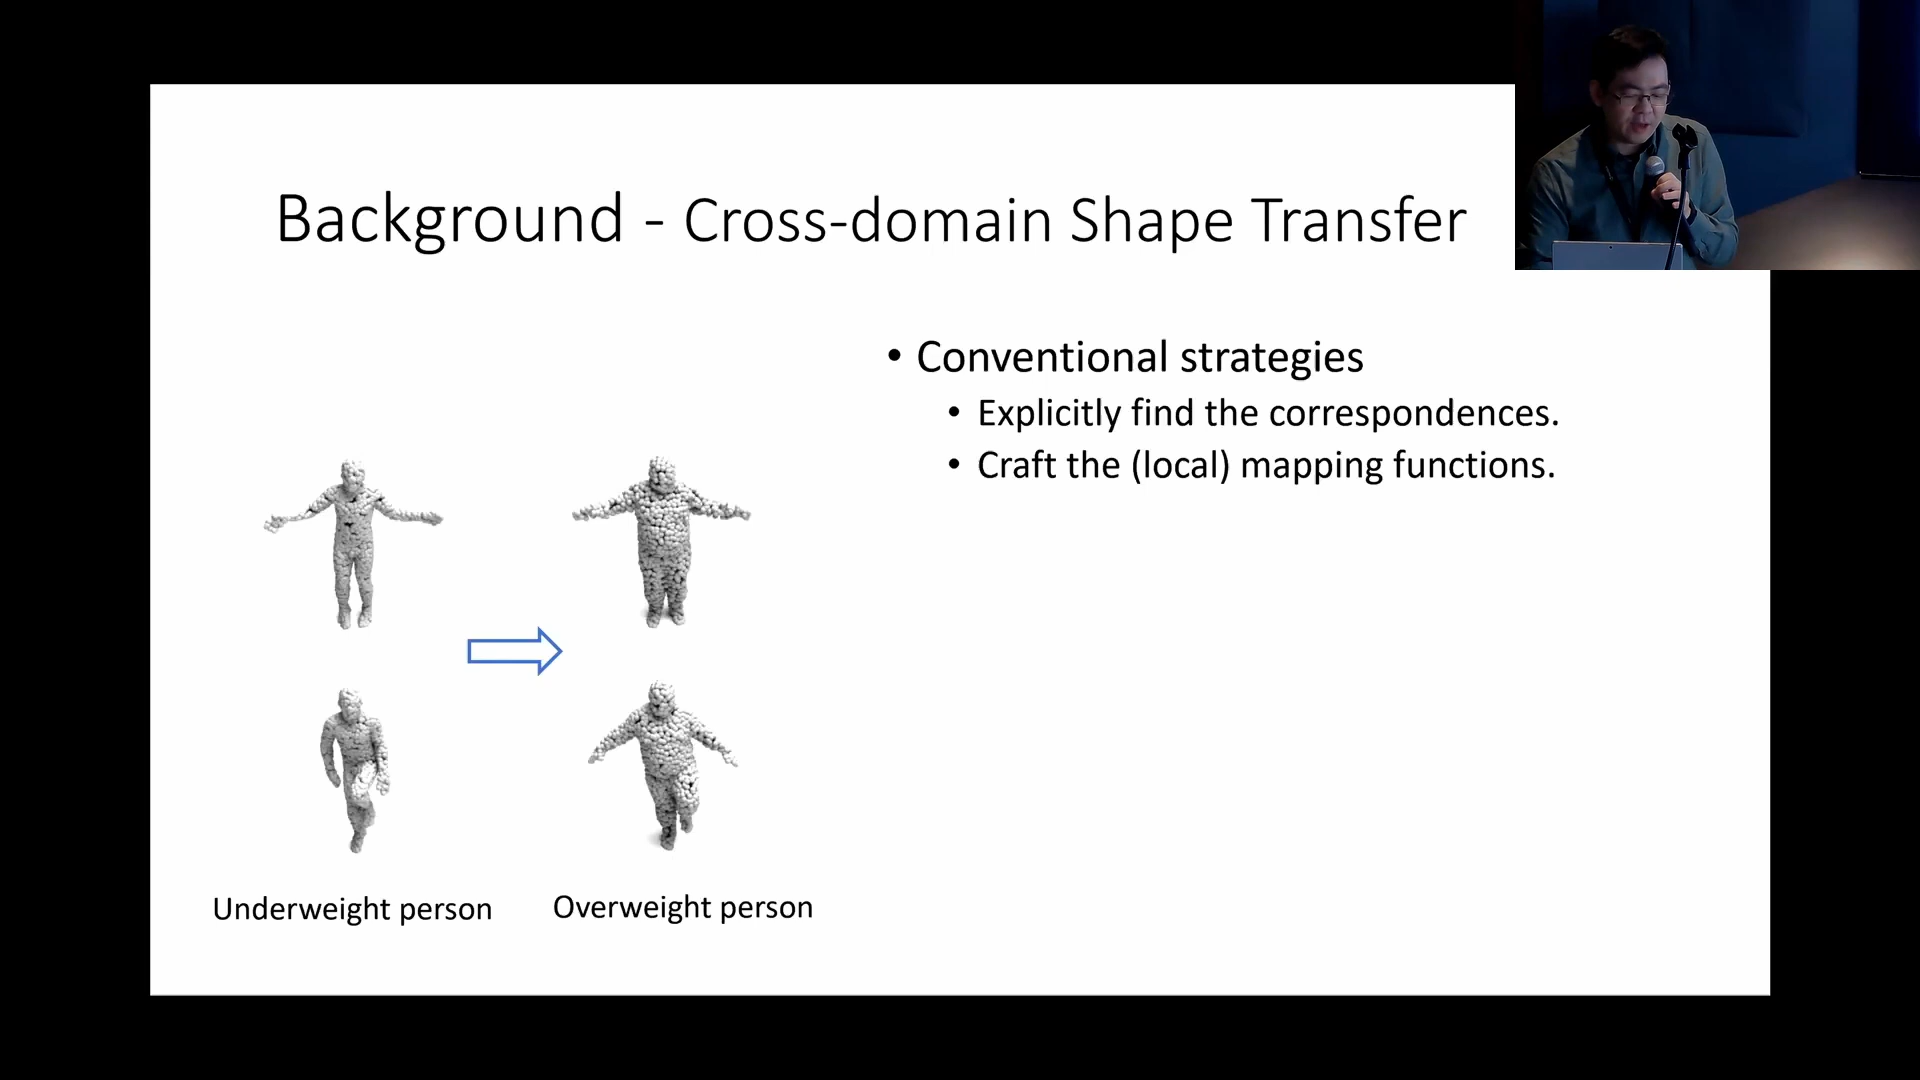 Background - Cross-domain Shape Transfer
• Conventional strategies
• Explicitly find the correspondences.
• Craft the (local) mapping functions.
Underweight person
Overweight person